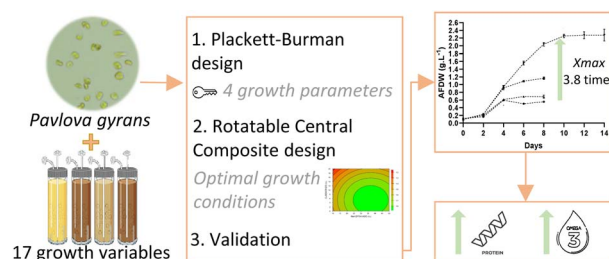 Pavlova gyrans
17 growth variables
1. Plackett-Burman
design
4 growth parameters
2. Rotatable Central
Composite design
Optimal growth
conditions
3. Validation
AFDW (g.L⁻¹)
2.4
2.2
2.0
1.8
1.6
1.4
1.2
1.0
0.8
0.6
0.4
0.2
0.0
0 2 4 6 8 10 12 14
Days
Xmax
3.8 time
PROTEIN
OMEGA
3